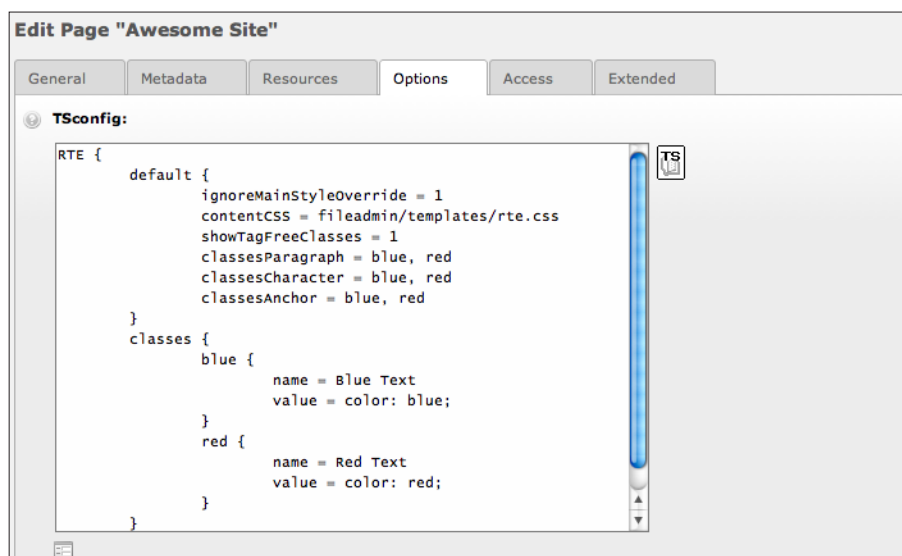 Edit Page "Awesome Site"
General Metadata Resources Options Access Extended
TSconfig:
RTE {
default {
ignoreMainStyleOverride = 1
contentCSS = fileadmin/templates/rte.css
showTagFreeClasses = 1
classesParagraph = blue, red
classesCharacter = blue, red
classesAnchor = blue, red
}
classes {
blue {
name = Blue Text
value = color: blue;
}
red {
name = Red Text
value = color: red;
}
}
TS